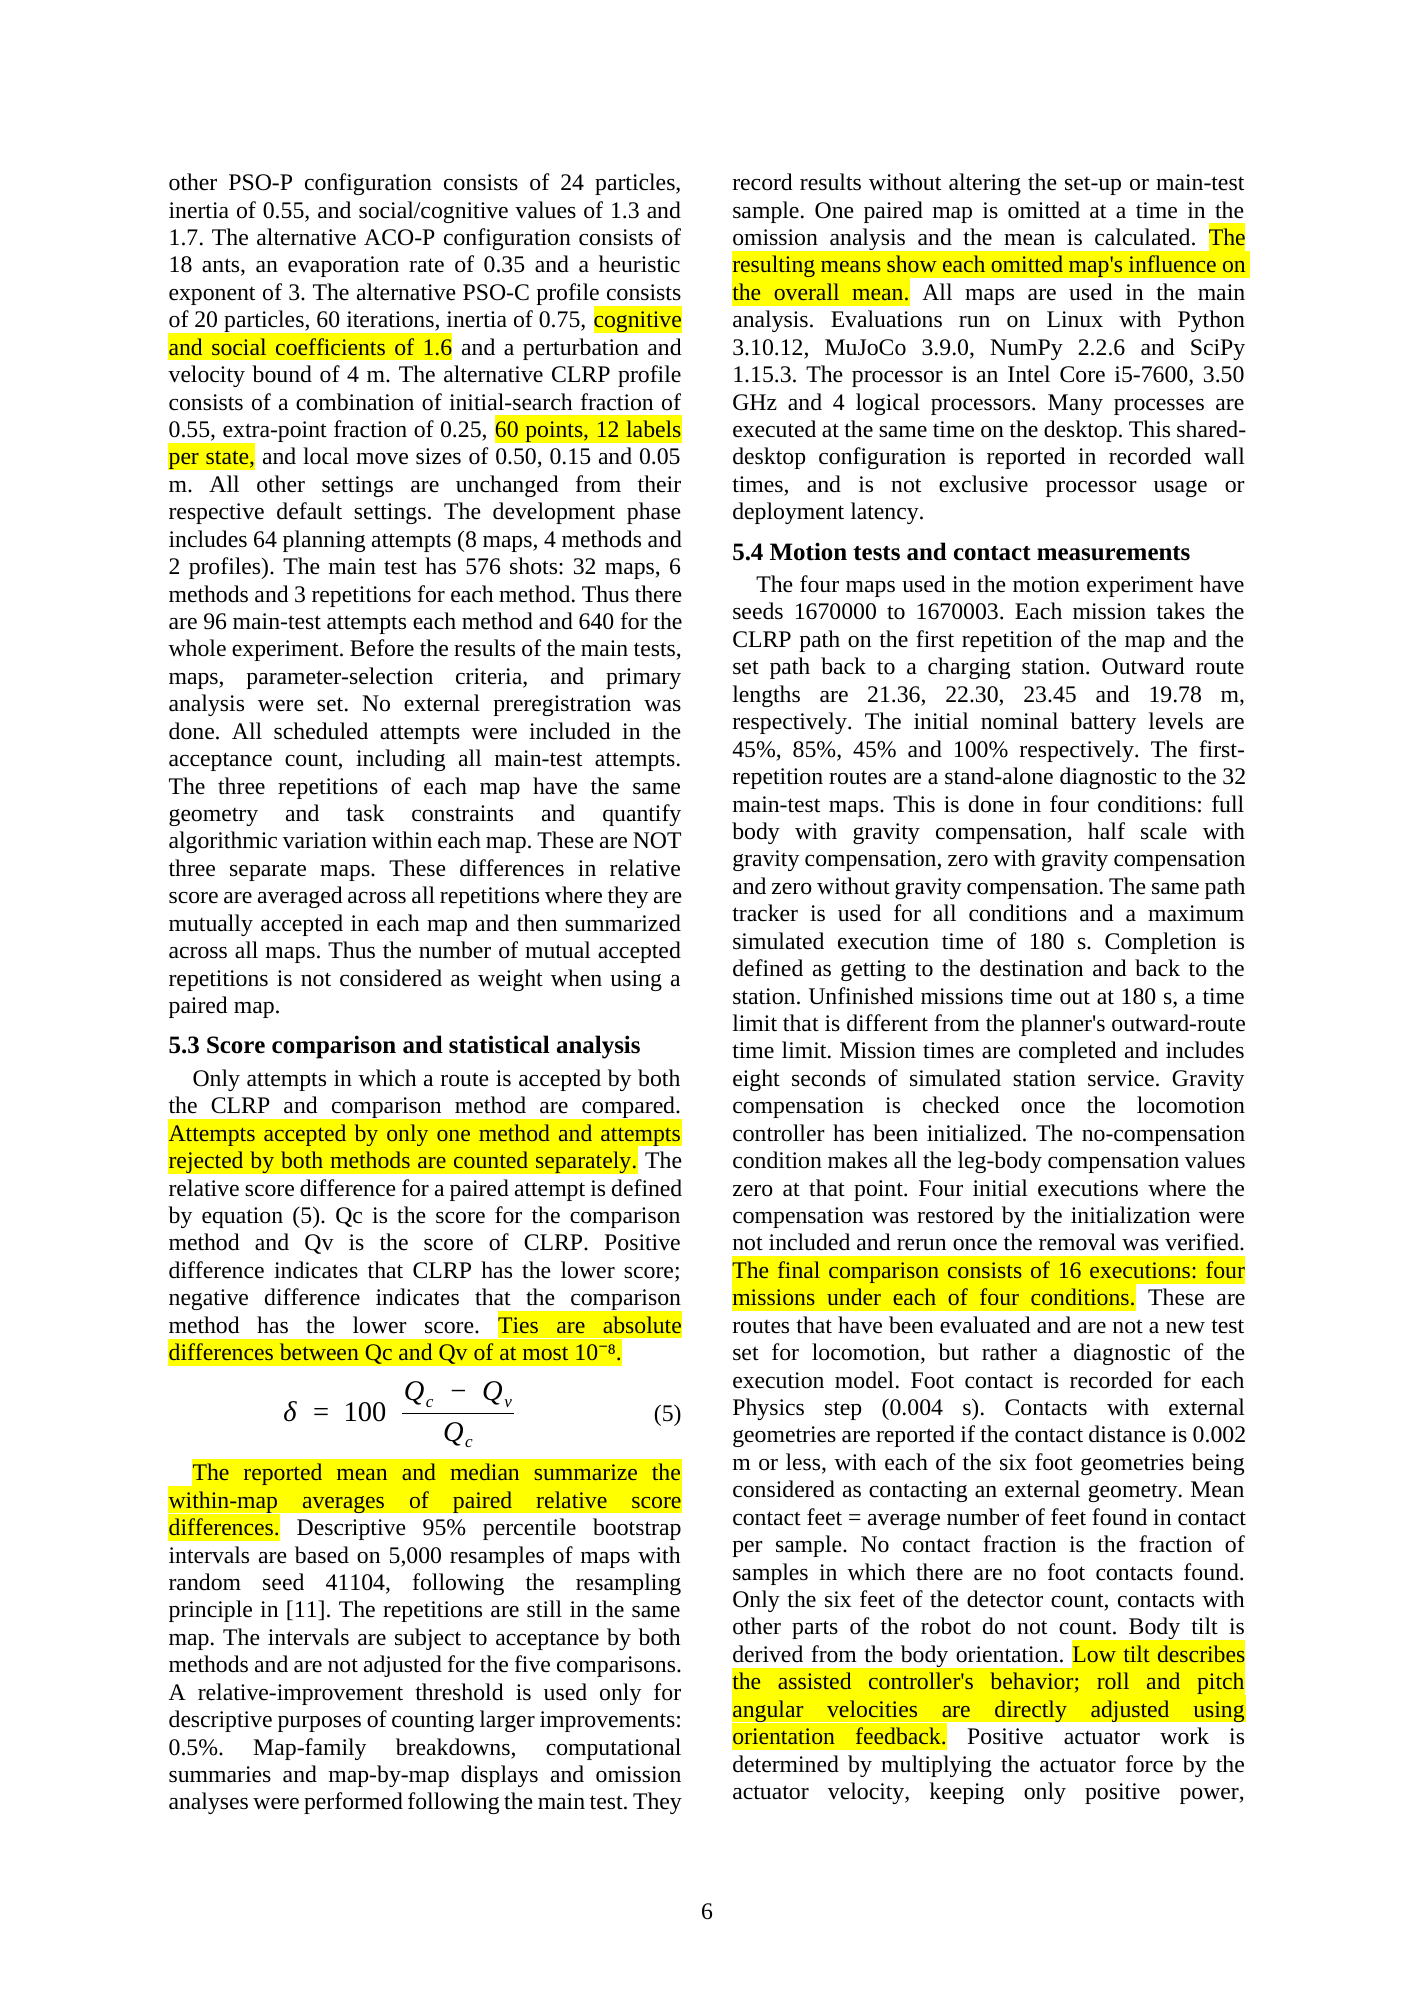 other PSO-P configuration consists of 24 particles,
inertia of 0.55, and social/cognitive values of 1.3 and
1.7. The alternative ACO-P configuration consists of
18 ants, an evaporation rate of 0.35 and a heuristic
exponent of 3. The alternative PSO-C profile consists
of 20 particles, 60 iterations, inertia of 0.75, cognitive
and social coefficients of 1.6 and a perturbation and
velocity bound of 4 m. The alternative CLRP profile
consists of a combination of initial-search fraction of
0.55, extra-point fraction of 0.25, 60 points, 12 labels
per state, and local move sizes of 0.50, 0.15 and 0.05
m. All other settings are unchanged from their
respective default settings. The development phase
includes 64 planning attempts (8 maps, 4 methods and
2 profiles). The main test has 576 shots: 32 maps, 6
methods and 3 repetitions for each method. Thus there
are 96 main-test attempts each method and 640 for the
whole experiment. Before the results of the main tests,
maps, parameter-selection criteria, and primary
analysis were set. No external preregistration was
done. All scheduled attempts were included in the
acceptance count, including all main-test attempts.
The three repetitions of each map have the same
geometry and task constraints and quantify
algorithmic variation within each map. These are NOT
three separate maps. These differences in relative
score are averaged across all repetitions where they are
mutually accepted in each map and then summarized
across all maps. Thus the number of mutual accepted
repetitions is not considered as weight when using a
paired map.
5.3 Score comparison and statistical analysis
Only attempts in which a route is accepted by both
the CLRP and comparison method are compared.
Attempts accepted by only one method and attempts
rejected by both methods are counted separately. The
relative score difference for a paired attempt is defined
by equation (5). Qc is the score for the comparison
method and Qv is the score of CLRP. Positive
difference indicates that CLRP has the lower score;
negative difference indicates that the comparison
method has the lower score. Ties are absolute
differences between Qc and Qv of at most 10⁻⁸.
δ = 100 (Q_c − Q_v) / Q_c (5)
The reported mean and median summarize the
within-map averages of paired relative score
differences. Descriptive 95% percentile bootstrap
intervals are based on 5,000 resamples of maps with
random seed 41104, following the resampling
principle in [11]. The repetitions are still in the same
map. The intervals are subject to acceptance by both
methods and are not adjusted for the five comparisons.
A relative-improvement threshold is used only for
descriptive purposes of counting larger improvements:
0.5%. Map-family breakdowns, computational
summaries and map-by-map displays and omission
analyses were performed following the main test. They
record results without altering the set-up or main-test
sample. One paired map is omitted at a time in the
omission analysis and the mean is calculated. The
resulting means show each omitted map's influence on
the overall mean. All maps are used in the main
analysis. Evaluations run on Linux with Python
3.10.12, MuJoCo 3.9.0, NumPy 2.2.6 and SciPy
1.15.3. The processor is an Intel Core i5-7600, 3.50
GHz and 4 logical processors. Many processes are
executed at the same time on the desktop. This shared-
desktop configuration is reported in recorded wall
times, and is not exclusive processor usage or
deployment latency.
5.4 Motion tests and contact measurements
The four maps used in the motion experiment have
seeds 1670000 to 1670003. Each mission takes the
CLRP path on the first repetition of the map and the
set path back to a charging station. Outward route
lengths are 21.36, 22.30, 23.45 and 19.78 m,
respectively. The initial nominal battery levels are
45%, 85%, 45% and 100% respectively. The first-
repetition routes are a stand-alone diagnostic to the 32
main-test maps. This is done in four conditions: full
body with gravity compensation, half scale with
gravity compensation, zero with gravity compensation
and zero without gravity compensation. The same path
tracker is used for all conditions and a maximum
simulated execution time of 180 s. Completion is
defined as getting to the destination and back to the
station. Unfinished missions time out at 180 s, a time
limit that is different from the planner's outward-route
time limit. Mission times are completed and includes
eight seconds of simulated station service. Gravity
compensation is checked once the locomotion
controller has been initialized. The no-compensation
condition makes all the leg-body compensation values
zero at that point. Four initial executions where the
compensation was restored by the initialization were
not included and rerun once the removal was verified.
The final comparison consists of 16 executions: four
missions under each of four conditions. These are
routes that have been evaluated and are not a new test
set for locomotion, but rather a diagnostic of the
execution model. Foot contact is recorded for each
Physics step (0.004 s). Contacts with external
geometries are reported if the contact distance is 0.002
m or less, with each of the six foot geometries being
considered as contacting an external geometry. Mean
contact feet = average number of feet found in contact
per sample. No contact fraction is the fraction of
samples in which there are no foot contacts found.
Only the six feet of the detector count, contacts with
other parts of the robot do not count. Body tilt is
derived from the body orientation. Low tilt describes
the assisted controller's behavior; roll and pitch
angular velocities are directly adjusted using
orientation feedback. Positive actuator work is
determined by multiplying the actuator force by the
actuator velocity, keeping only positive power,
6